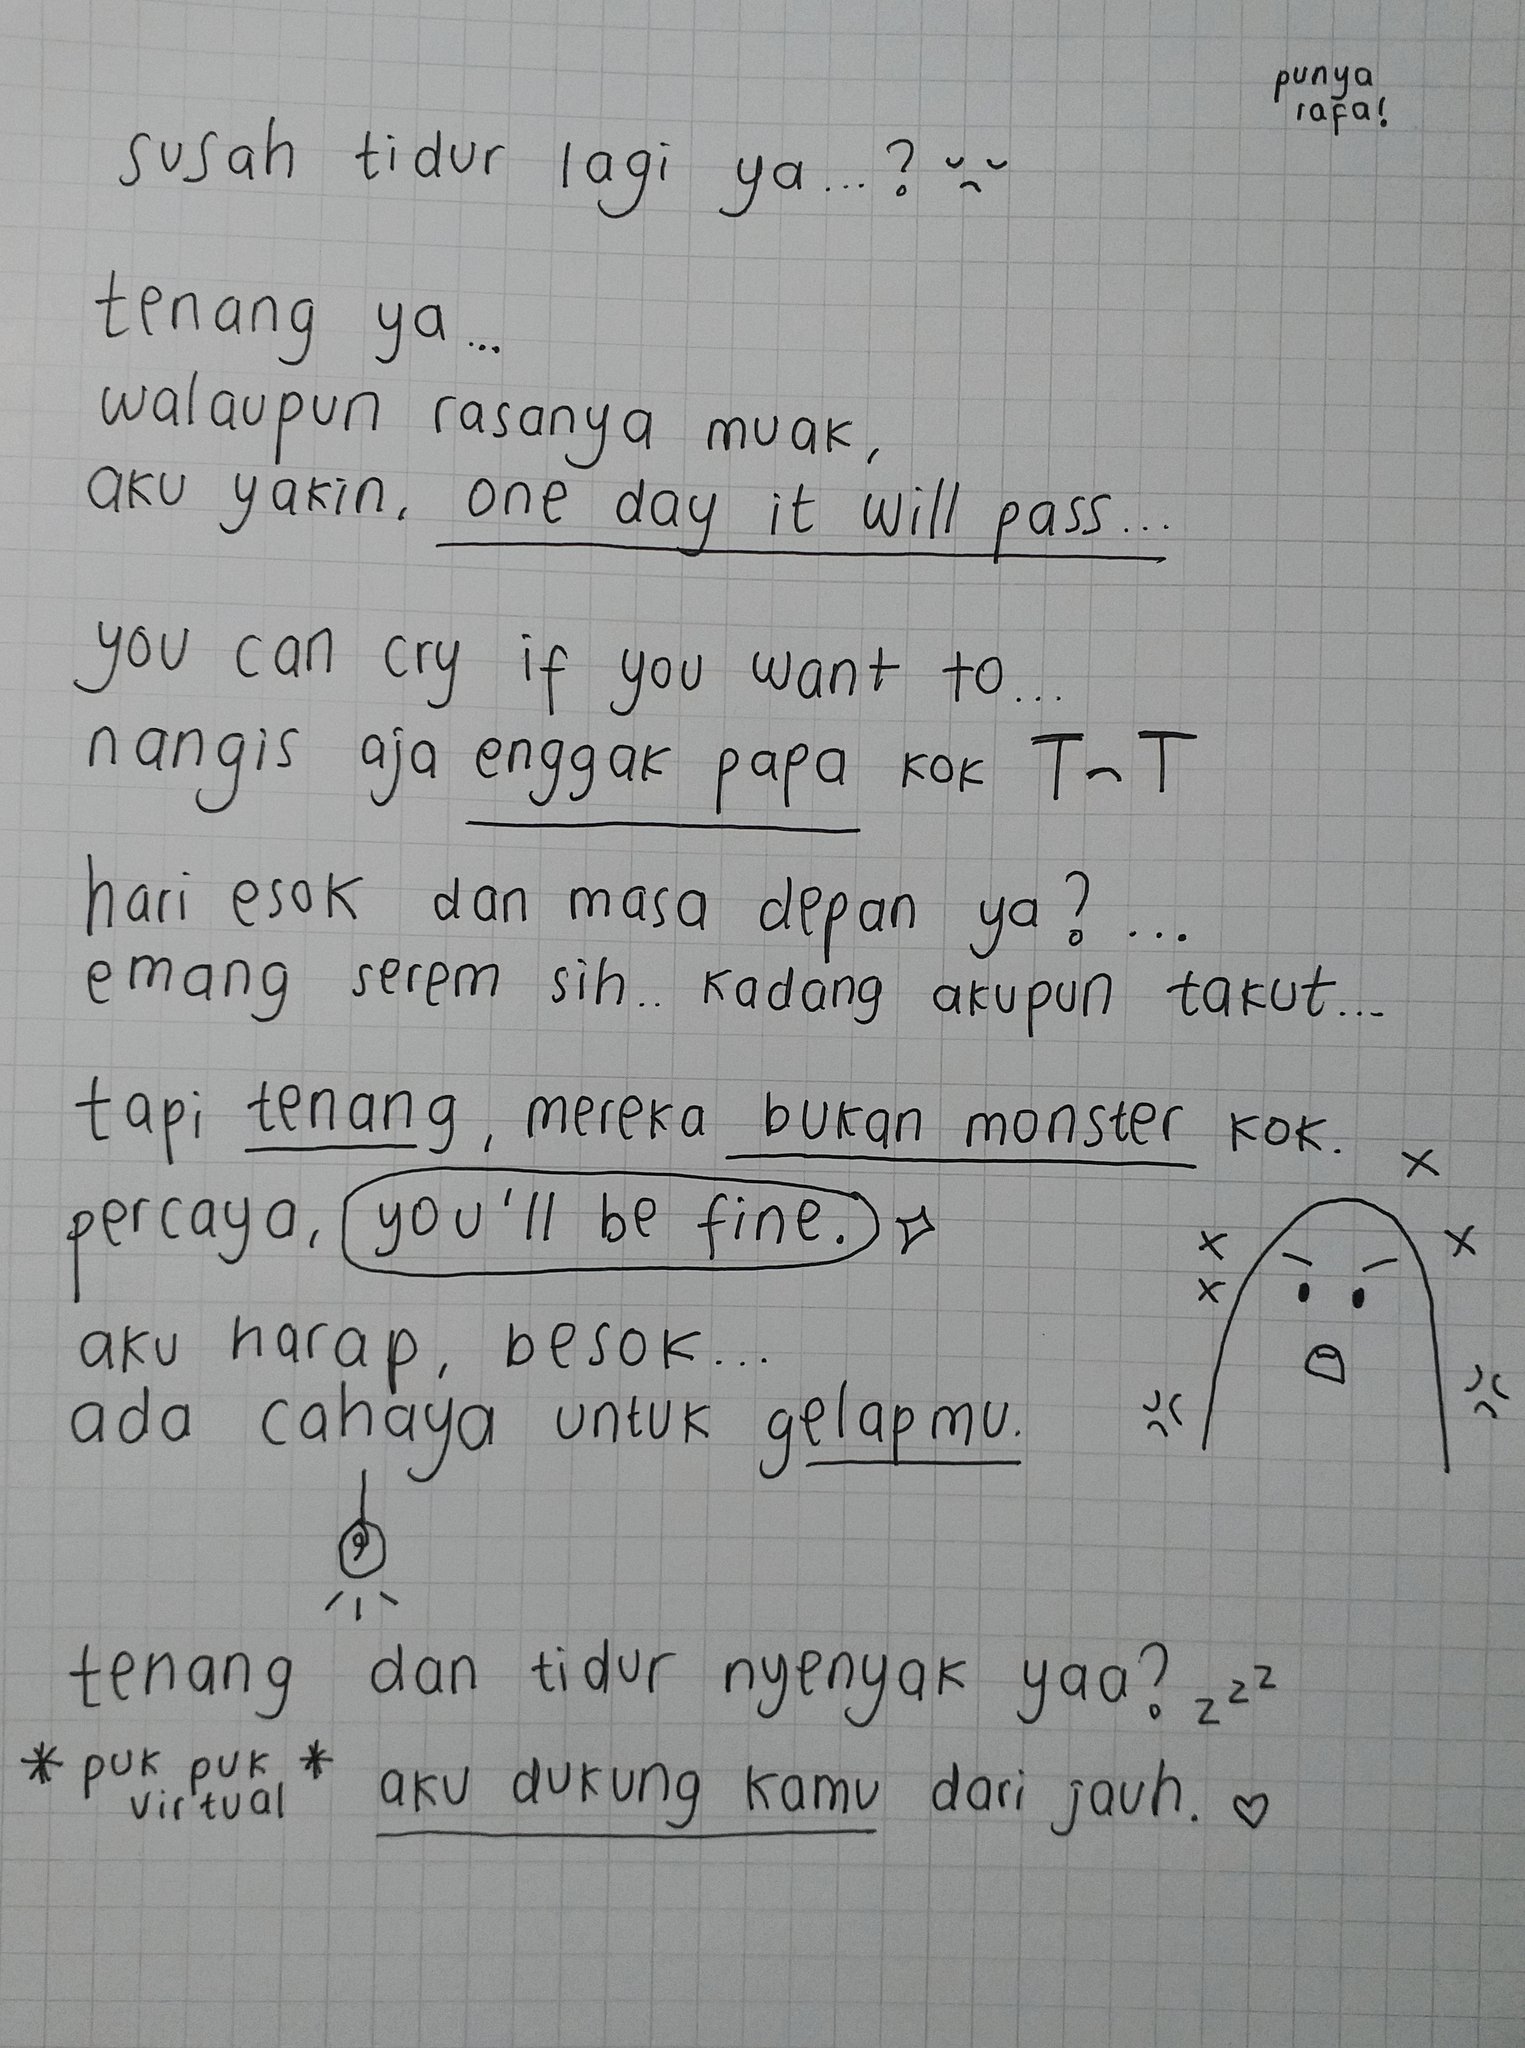 punya
rafa!
susah tidur lagi ya...?
tenang ya...
walaupun rasanya muak,
aku yakin, one day it will pass...
you can cry if you want to...
nangis aja enggak papa kok T^T
hari esok dan masa depan ya?...
emang serem sih.. kadang akupun takut...
tapi tenang, mereka bukan monster kok.
percaya, you'll be fine.
aku harap, besok...
ada cahaya untuk gelapmu.
tenang dan tidur nyenyak yaa? zzz
*puk puk virtual* aku dukung kamu dari jauh. ♡